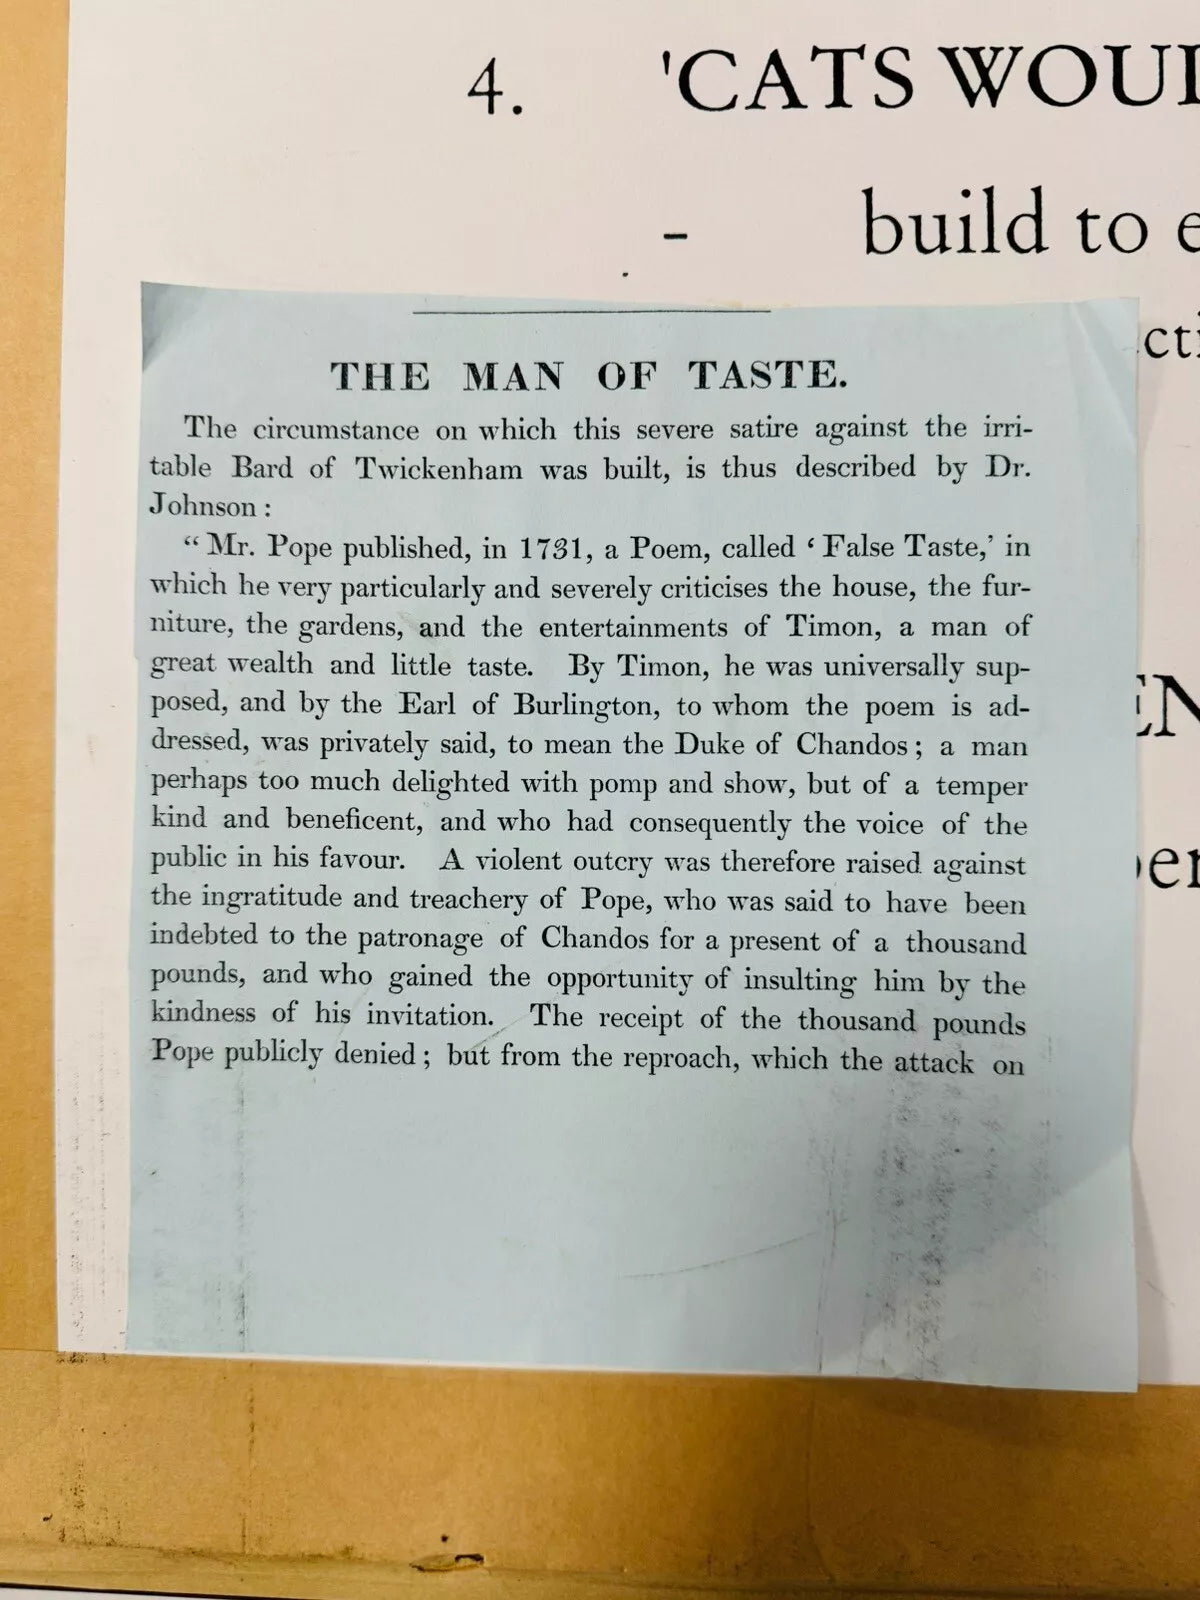 4. 'CATS WOUL
- build to e
cti
EN
per
THE MAN OF TASTE.
The circumstance on which this severe satire against the irri-
table Bard of Twickenham was built, is thus described by Dr.
Johnson :
“ Mr. Pope published, in 1731, a Poem, called ‘ False Taste,’ in
which he very particularly and severely criticises the house, the fur-
niture, the gardens, and the entertainments of Timon, a man of
great wealth and little taste. By Timon, he was universally sup-
posed, and by the Earl of Burlington, to whom the poem is ad-
dressed, was privately said, to mean the Duke of Chandos ; a man
perhaps too much delighted with pomp and show, but of a temper
kind and beneficent, and who had consequently the voice of the
public in his favour. A violent outcry was therefore raised against
the ingratitude and treachery of Pope, who was said to have been
indebted to the patronage of Chandos for a present of a thousand
pounds, and who gained the opportunity of insulting him by the
kindness of his invitation. The receipt of the thousand pounds
Pope publicly denied ; but from the reproach, which the attack on